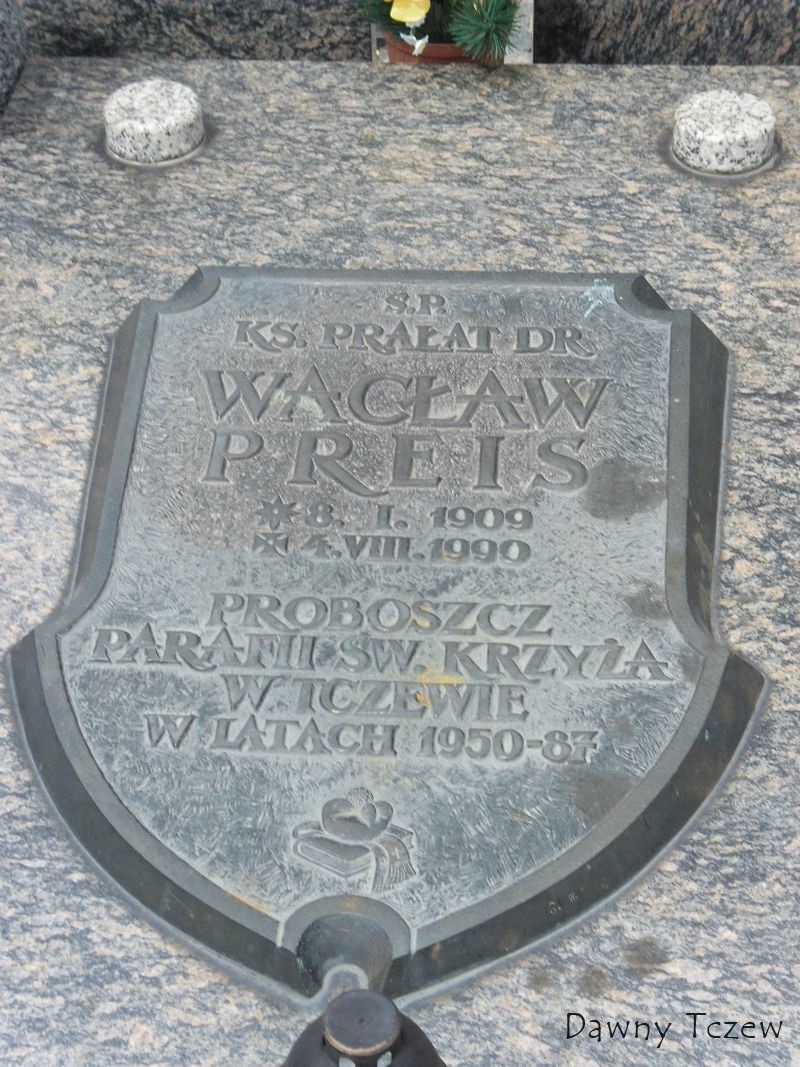 Ś.P.
KS. PRAŁAT DR.
WACŁAW
PREIS
8. I. 1909
4. VIII. 1990
PROBOSZCZ
PARAFII ŚW. KRZYŻA
W TCZEWIE
W LATACH 1950-87
Dawny Tczew